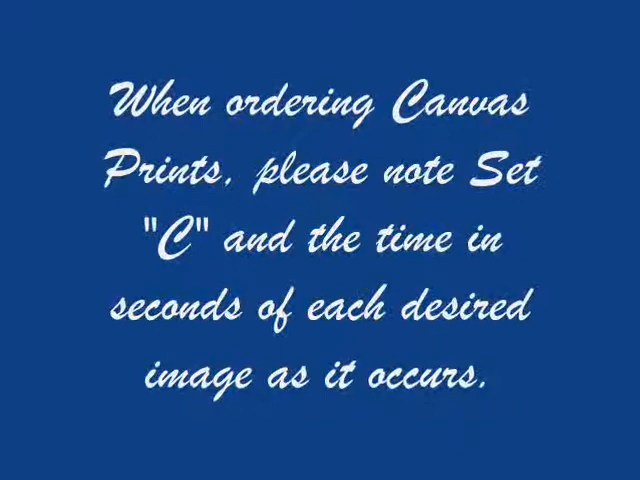 When ordering Canvas
Prints, please note Set
"C" and the time in
seconds of each desired
image as it occurs.